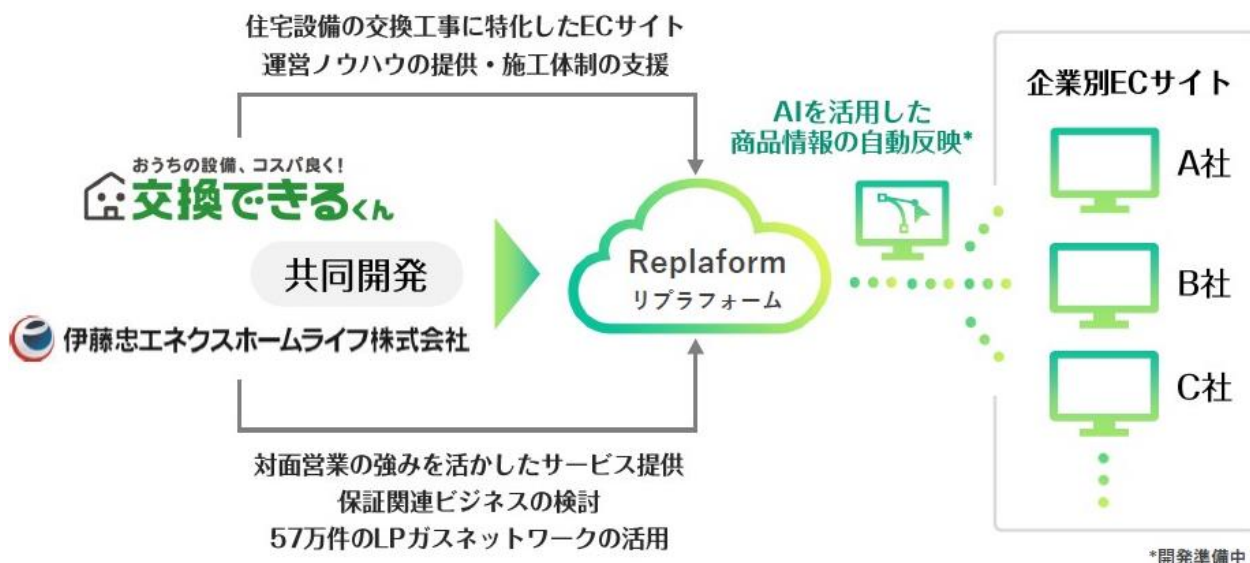 住宅設備の交換工事に特化したECサイト
運営ノウハウの提供・施工体制の支援
おうちの設備、コスパ良く!
交換できるくん
共同開発
伊藤忠エネクスホームライフ株式会社
対面営業の強みを活かしたサービス提供
保証関連ビジネスの検討
57万件のLPガスネットワークの活用
Replaform
リプラフォーム
AIを活用した
商品情報の自動反映*
企業別ECサイト
A社
B社
C社
*開発準備中